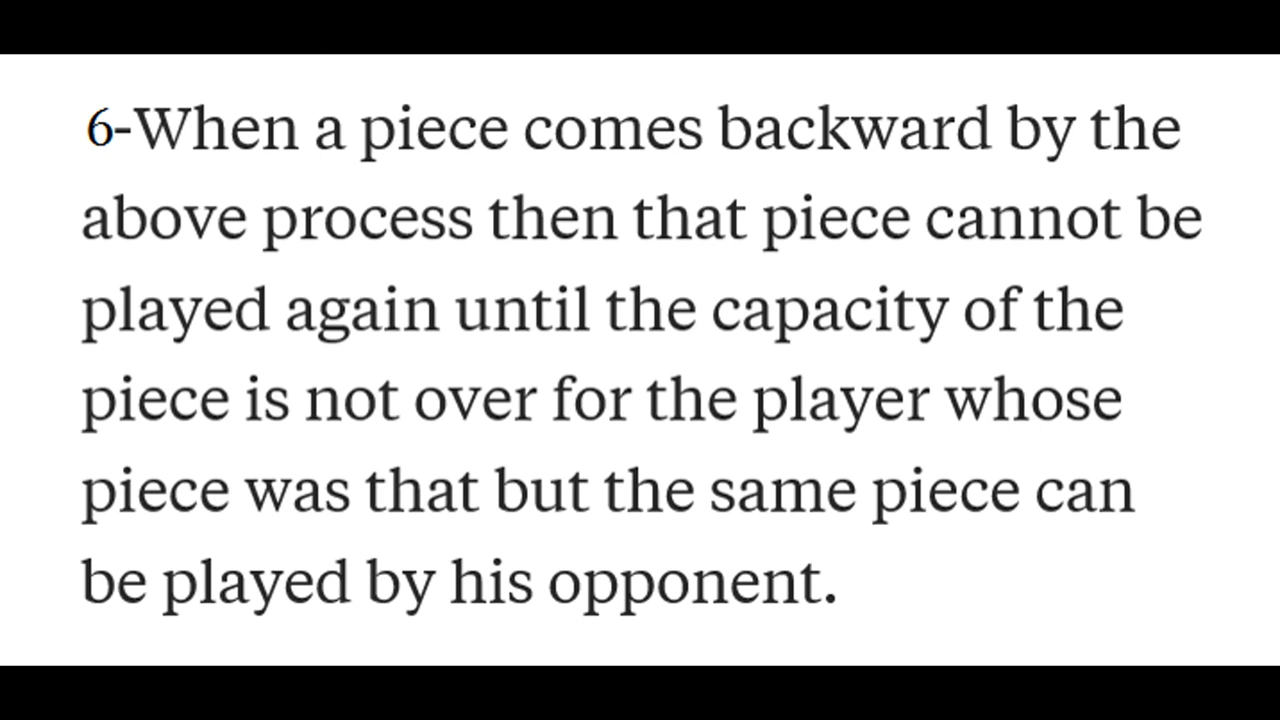 6-When a piece comes backward by the
above process then that piece cannot be
played again until the capacity of the
piece is not over for the player whose
piece was that but the same piece can
be played by his opponent.